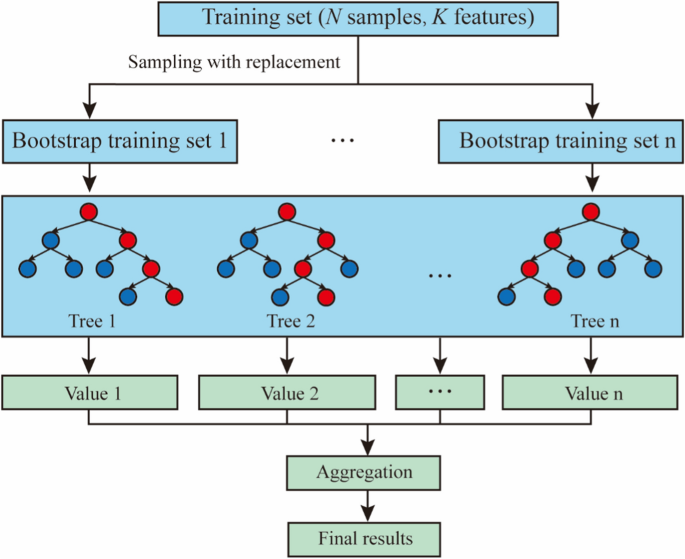 Training set (N samples, K features)
Sampling with replacement
Bootstrap training set 1
...
Bootstrap training set n
...
Tree 1
Tree 2
Tree n
Value 1
Value 2
...
Value n
Aggregation
Final results